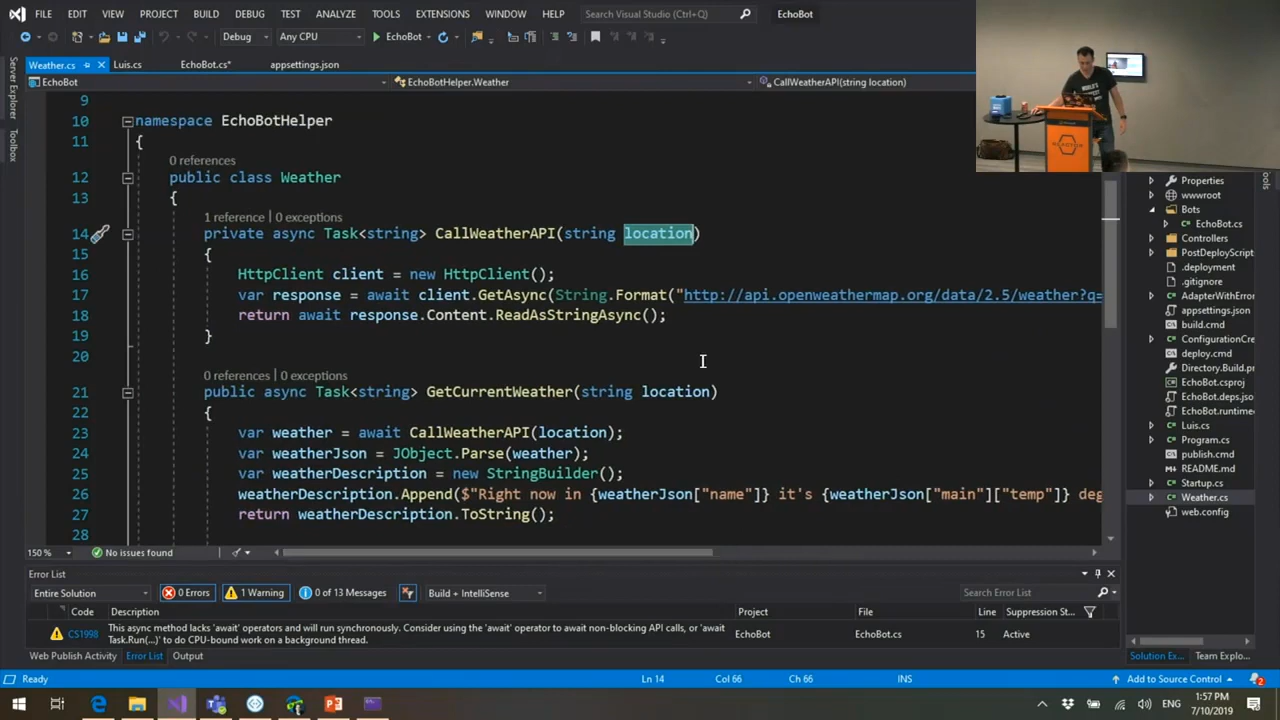 FILE EDIT VIEW PROJECT BUILD DEBUG TEST ANALYZE TOOLS EXTENSIONS WINDOW HELP Search Visual Studio EchoBot
Debug Any CPU EchoBot
Weather.cs Luis.cs EchoBot.cs* appsettings.json
EchoBot EchoBotHelper.Weather CallWeatherAPI(string location)
Server Explorer
Toolbox
9
10 namespace EchoBotHelper
11 {
0 references
12 public class Weather
13 {
1 reference | 0 exceptions
14 private async Task<string> CallWeatherAPI(string location)
15 {
16 HttpClient client = new HttpClient();
17 var response = await client.GetAsync(String.Format("http://api.openweathermap.org/data/2.5/weather?q=
18 return await response.Content.ReadAsStringAsync();
19 }
20
0 references | 0 exceptions
21 public async Task<string> GetCurrentWeather(string location)
22 {
23 var weather = await CallWeatherAPI(location);
24 var weatherJson = JObject.Parse(weather);
25 var weatherDescription = new StringBuilder();
26 weatherDescription.Append($"Right now in {weatherJson["name"]} it's {weatherJson["main"]["temp"]} deg
27 return weatherDescription.ToString();
28
150 % No issues found
Properties
wwwroot
Bots
EchoBot.cs
Controllers
PostDeployScript
.deployment
.gitignore
AdapterWithError
appsettings.json
build.cmd
ConfigurationCre
deploy.cmd
Directory.Build.pr
EchoBot.csproj
EchoBot.deps.jso
EchoBot.runtime
Luis.cs
Program.cs
publish.cmd
README.md
Startup.cs
Weather.cs
web.config
ools
Error List
Entire Solution 0 Errors 1 Warning 0 of 13 Messages Build + IntelliSense Search Error List
Code Description Project File Line Suppression St...
CS1998 This async method lacks 'await' operators and will run synchronously. Consider using the 'await' operator to await non-blocking API calls, or 'await EchoBot EchoBot.cs 15 Active
Task.Run(...)' to do CPU-bound work on a background thread.
Web Publish Activity Error List Output Solution Ex... Team Explo...
Ready Ln 14 Col 66 Ch 66 INS Add to Source Control 2
ENG 1:57 PM
7/10/2019
REACTOR